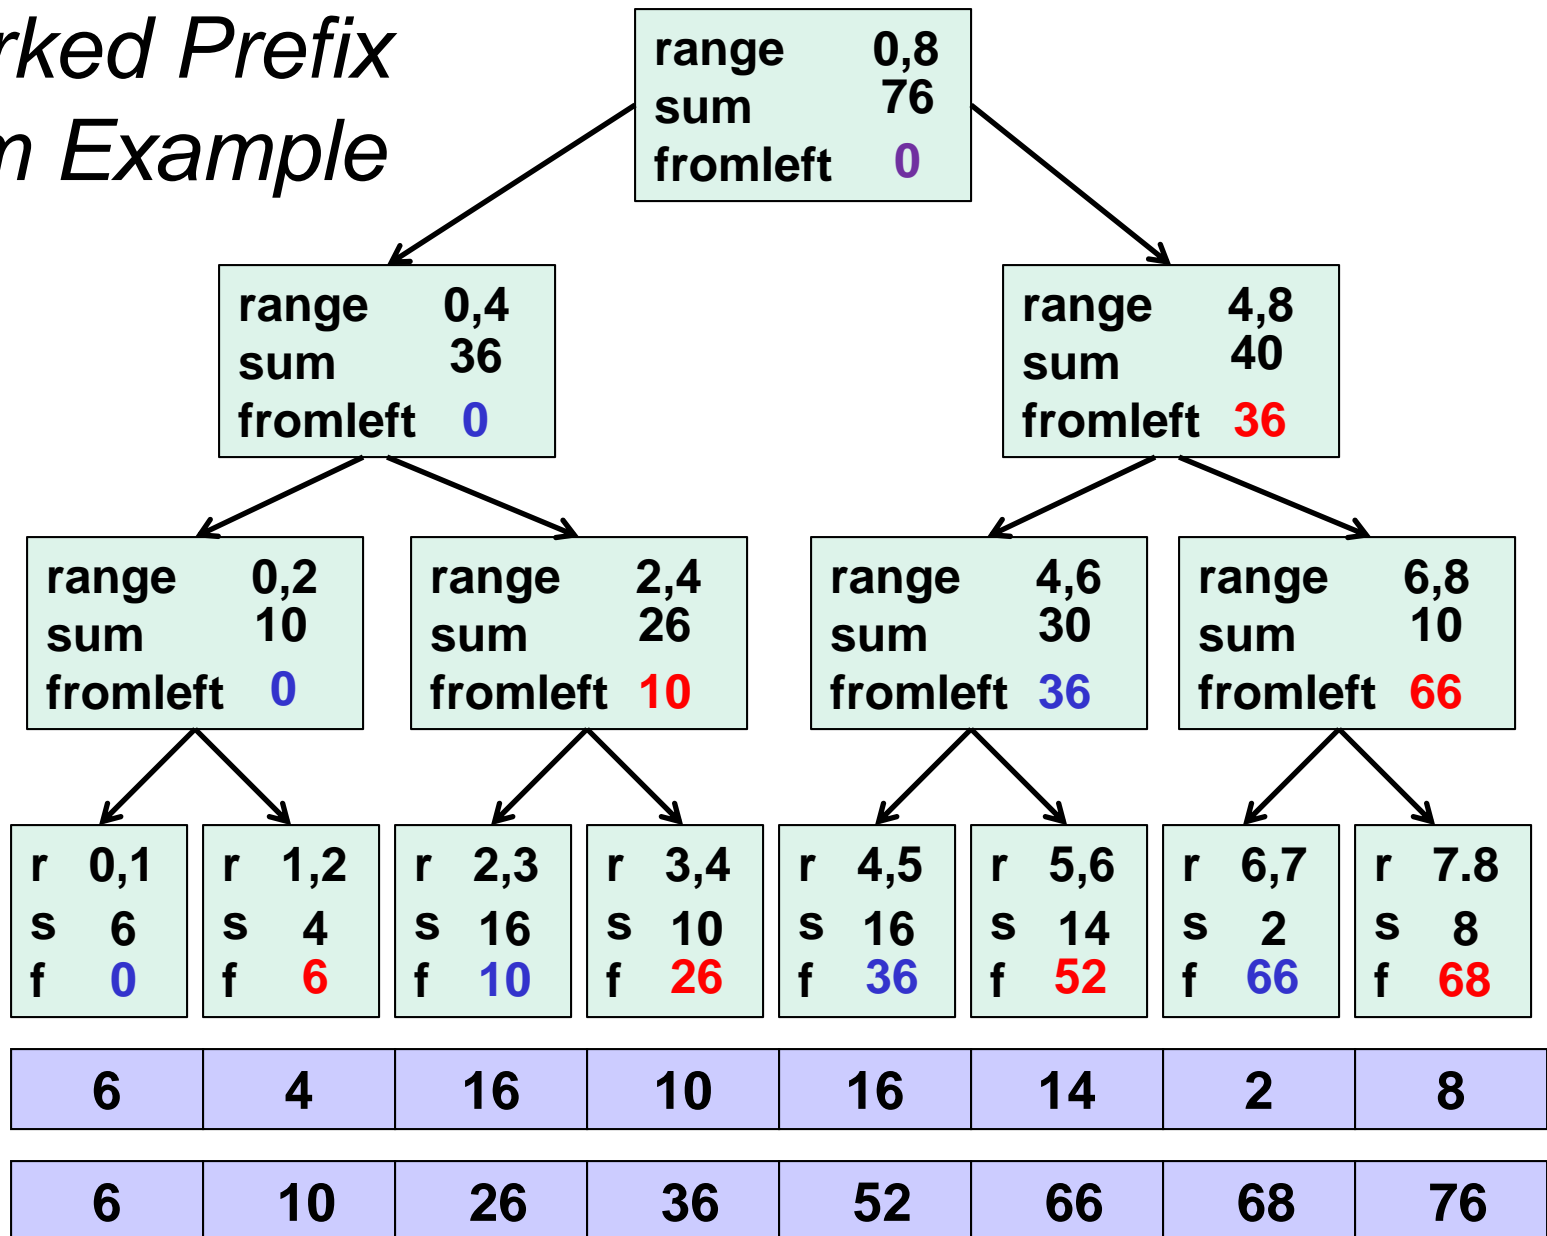 rked Prefix
m Example
range 0,8
sum 76
fromleft 0
range 0,4
sum 36
fromleft 0
range 4,8
sum 40
fromleft 36
range 0,2
sum 10
fromleft 0
range 2,4
sum 26
fromleft 10
range 4,6
sum 30
fromleft 36
range 6,8
sum 10
fromleft 66
r 0,1
s 6
f 0
r 1,2
s 4
f 6
r 2,3
s 16
f 10
r 3,4
s 10
f 26
r 4,5
s 16
f 36
r 5,6
s 14
f 52
r 6,7
s 2
f 66
r 7.8
s 8
f 68
6 4 16 10 16 14 2 8
6 10 26 36 52 66 68 76